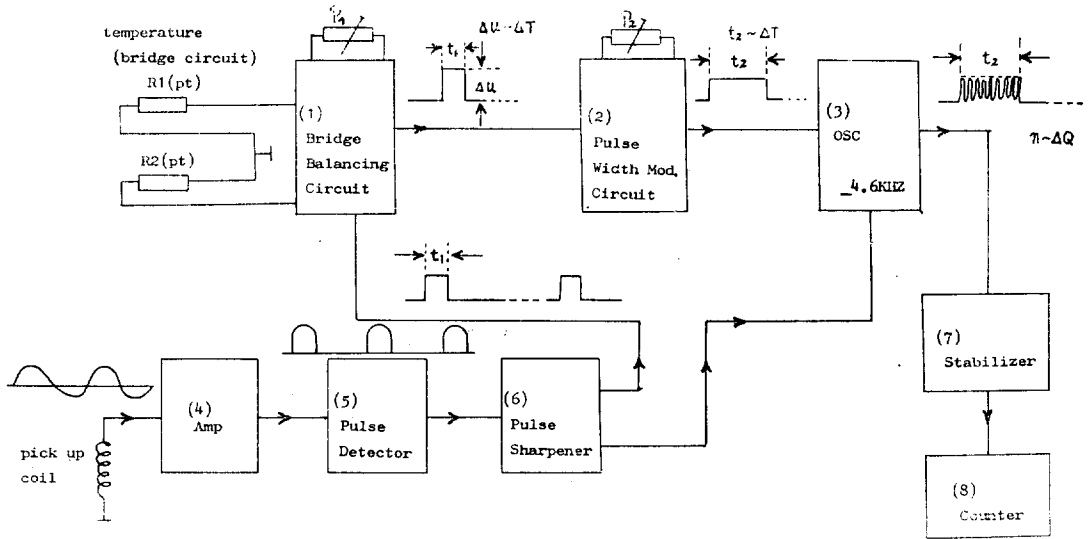 temperature
(bridge circuit)
R1(pt)
R2(pt)
P1
(1)
Bridge
Balancing
Circuit
ΔU ~ ΔT
t1
ΔU
P2
(2)
Pulse
Width Mod.
Circuit
t2 ~ ΔT
t2
(3)
OSC
4.6KHZ
t2
n ~ ΔQ
t1
pick up
coil
(4)
Amp
(5)
Pulse
Detector
(6)
Pulse
Sharpener
(7)
Stabilizer
(8)
Counter